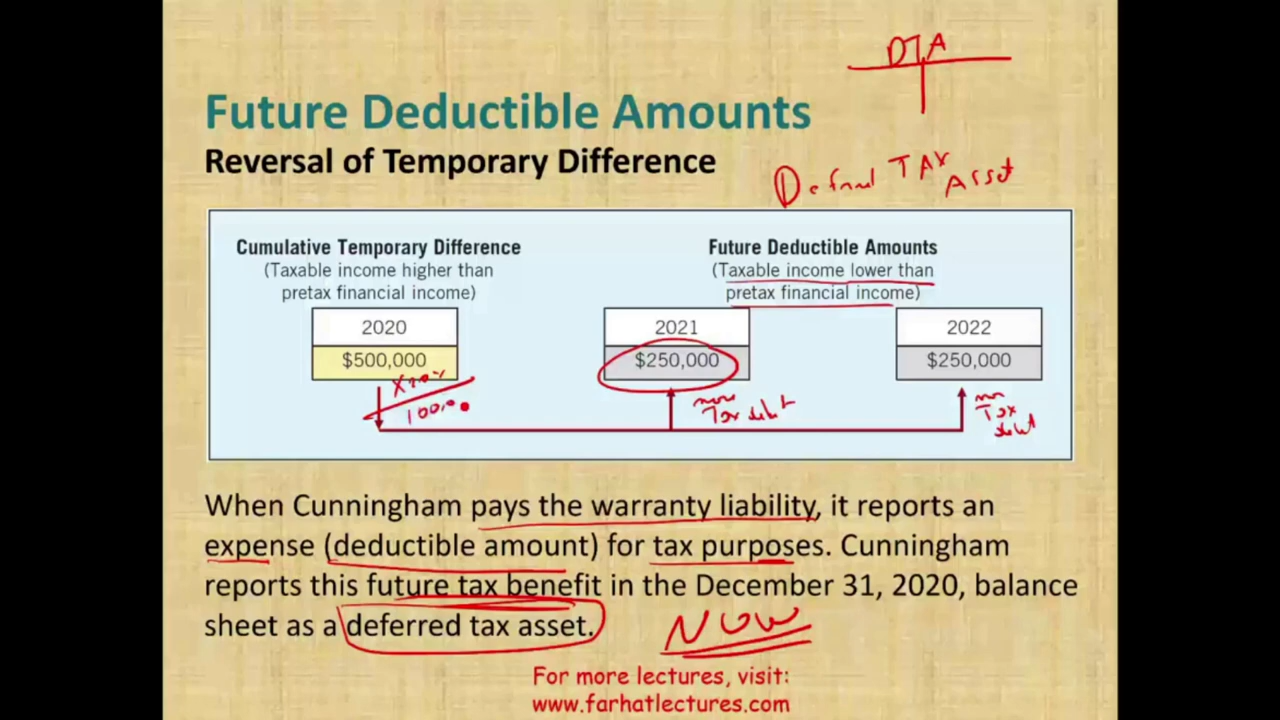 DTA
Future Deductible Amounts
Reversal of Temporary Difference
Deferred TAX
Asset
Cumulative Temporary Difference
(Taxable income higher than
pretax financial income)
2020
$500,000
Future Deductible Amounts
(Taxable income lower than
pretax financial income)
2021
$250,000
2022
$250,000
Tax
Tax
When Cunningham pays the warranty liability, it reports an
expense (deductible amount) for tax purposes. Cunningham
reports this future tax benefit in the December 31, 2020, balance
sheet as a deferred tax asset.
NOW
For more lectures, visit:
www.farhatlectures.com